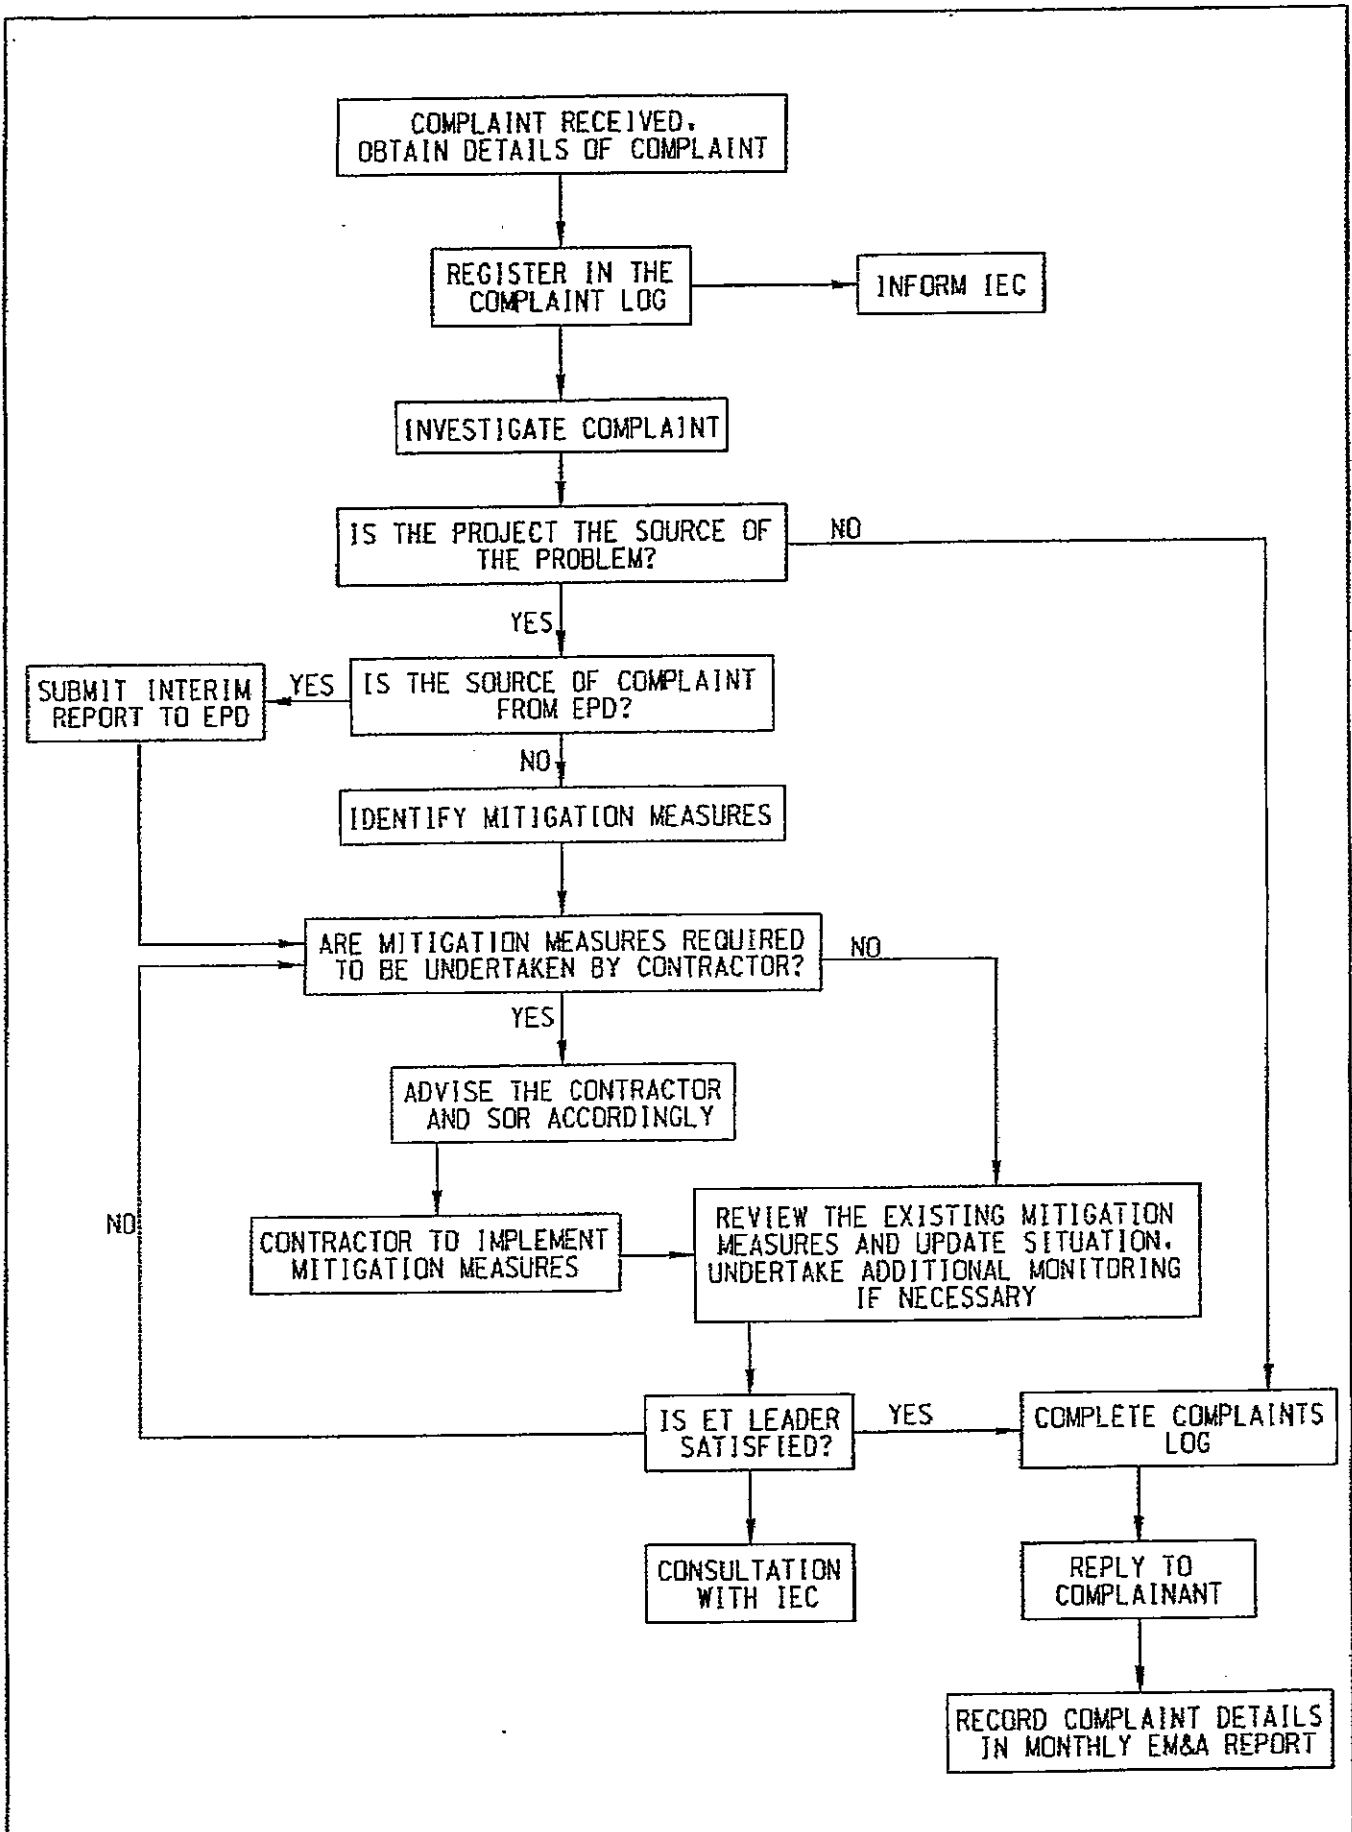 COMPLAINT RECEIVED,
OBTAIN DETAILS OF COMPLAINT
REGISTER IN THE
COMPLAINT LOG
INFORM IEC
INVESTIGATE COMPLAINT
IS THE PROJECT THE SOURCE OF
THE PROBLEM?
NO
YES
SUBMIT INTERIM
REPORT TO EPD
YES
IS THE SOURCE OF COMPLAINT
FROM EPD?
NO
IDENTIFY MITIGATION MEASURES
ARE MITIGATION MEASURES REQUIRED
TO BE UNDERTAKEN BY CONTRACTOR?
NO
YES
ADVISE THE CONTRACTOR
AND SOR ACCORDINGLY
NO
CONTRACTOR TO IMPLEMENT
MITIGATION MEASURES
REVIEW THE EXISTING MITIGATION
MEASURES AND UPDATE SITUATION.
UNDERTAKE ADDITIONAL MONITORING
IF NECESSARY
IS ET LEADER
SATISFIED?
YES
COMPLETE COMPLAINTS
LOG
CONSULTATION
WITH IEC
REPLY TO
COMPLAINANT
RECORD COMPLAINT DETAILS
IN MONTHLY EM&A REPORT